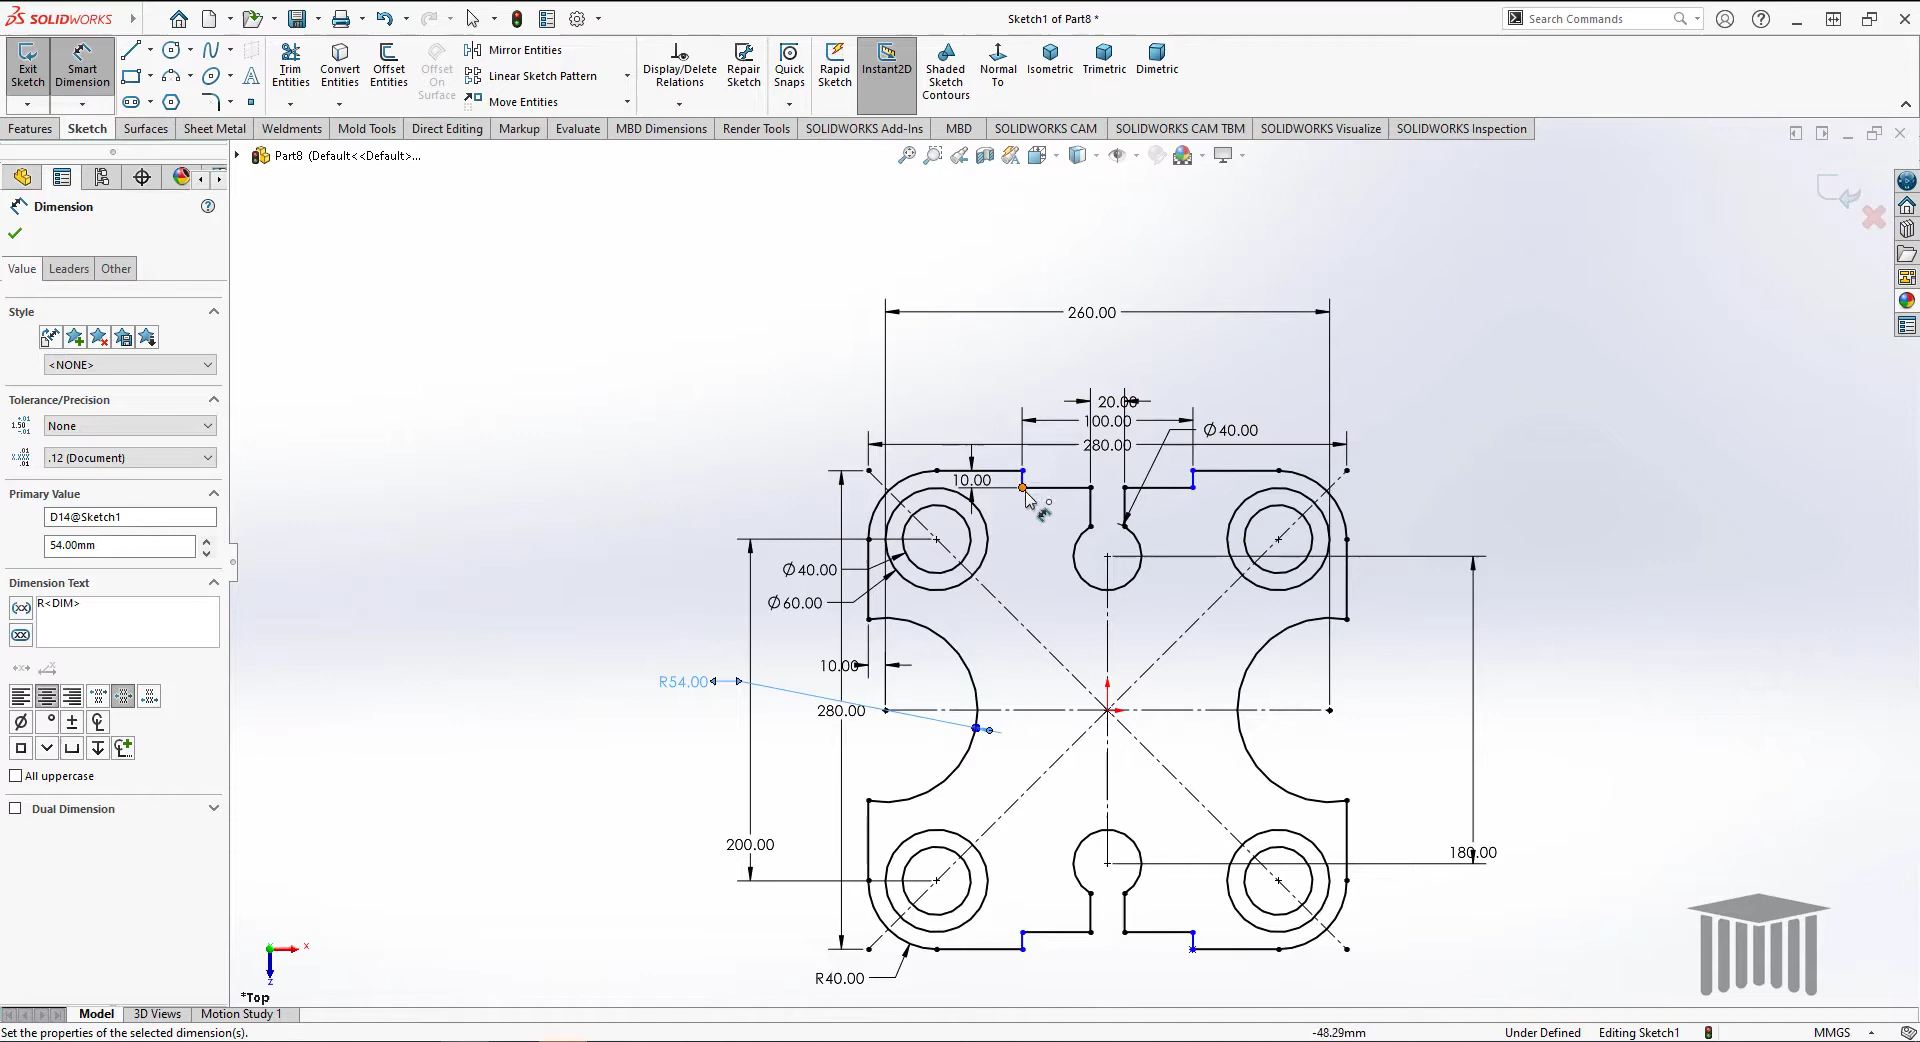 SOLIDWORKS
Sketch1 of Part8 *
Search Commands
Exit Sketch
Smart Dimension
Trim Entities
Convert Entities
Offset Entities
Offset On Surface
Mirror Entities
Linear Sketch Pattern
Move Entities
Display/Delete Relations
Repair Sketch
Quick Snaps
Rapid Sketch
Instant2D
Shaded Sketch Contours
Normal To
Isometric
Trimetric
Dimetric
Features
Sketch
Surfaces
Sheet Metal
Weldments
Mold Tools
Direct Editing
Markup
Evaluate
MBD Dimensions
Render Tools
SOLIDWORKS Add-Ins
MBD
SOLIDWORKS CAM
SOLIDWORKS CAM TBM
SOLIDWORKS Visualize
SOLIDWORKS Inspection
Part8 (Default<<Default>...
Dimension
Value
Leaders
Other
Style
<NONE>
Tolerance/Precision
None
.12 (Document)
Primary Value
D14@Sketch1
54.00mm
Dimension Text
R<DIM>
All uppercase
Dual Dimension
260.00
20.00
100.00
Ø40.00
280.00
10.00
Ø40.00
Ø60.00
10.00
R54.00
280.00
200.00
180.00
R40.00
x
z
*Top
Model
3D Views
Motion Study 1
Set the properties of the selected dimension(s).
-48.29mm
Under Defined
Editing Sketch1
MMGS